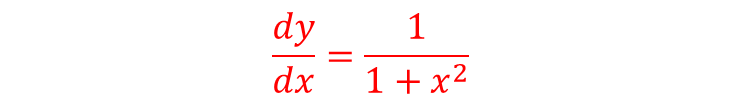 dy/dx = 1/(1 + x²)